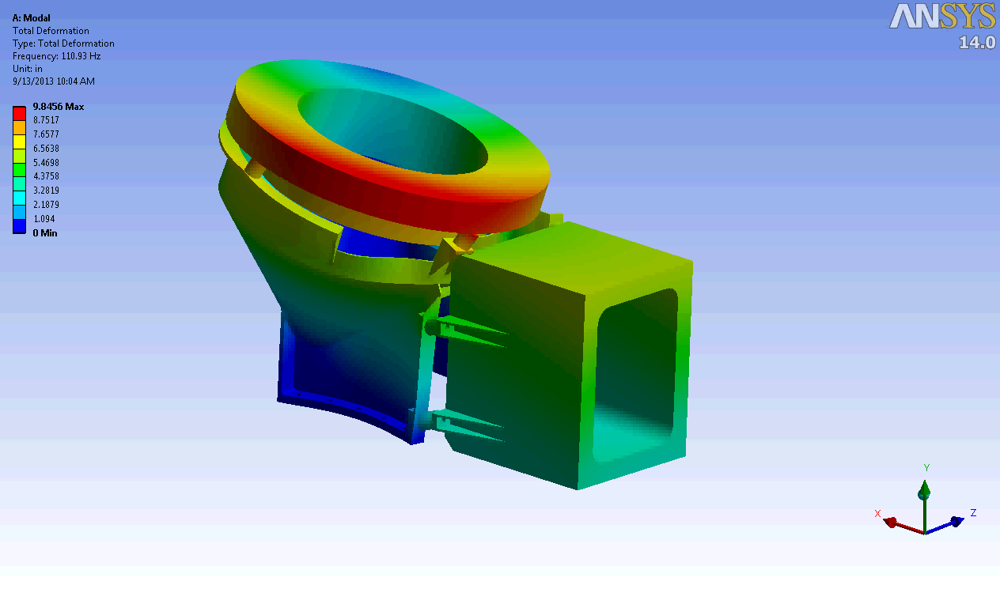 A: Modal
Total Deformation
Type: Total Deformation
Frequency: 110.93 Hz
Unit: in
9/13/2013 10:04 AM
9.8456 Max
8.7517
7.6577
6.5638
5.4698
4.3758
3.2819
2.1879
1.094
0 Min
ANSYS
14.0
Y
X
Z